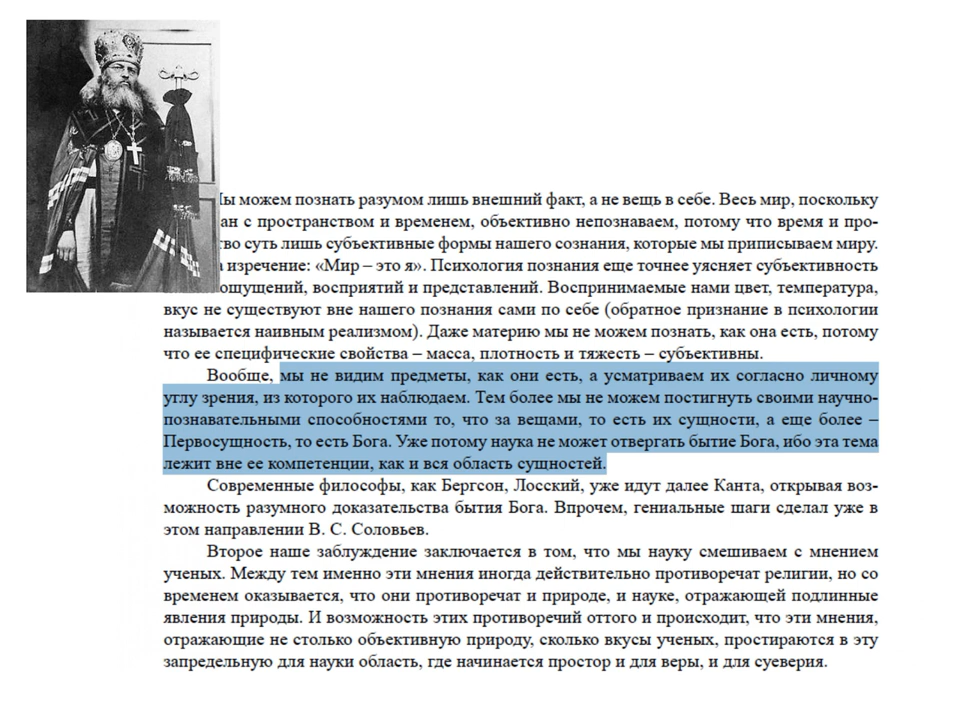 ы можем познать разумом лишь внешний факт, а не вещь в себе. Весь мир, поскольку
ан с пространством и временем, объективно непознаваем, потому что время и про-
тво суть лишь субъективные формы нашего сознания, которые мы приписываем миру.
а изречение: «Мир – это я». Психология познания еще точнее уясняет субъективность
ощущений, восприятий и представлений. Воспринимаемые нами цвет, температура,
вкус не существуют вне нашего познания сами по себе (обратное признание в психологии
называется наивным реализмом). Даже материю мы не можем познать, как она есть, потому
что ее специфические свойства – масса, плотность и тяжесть – субъективны.
Вообще, мы не видим предметы, как они есть, а усматриваем их согласно личному
углу зрения, из которого их наблюдаем. Тем более мы не можем постигнуть своими научно-
познавательными способностями то, что за вещами, то есть их сущности, а еще более –
Первосущность, то есть Бога. Уже потому наука не может отвергать бытие Бога, ибо эта тема
лежит вне ее компетенции, как и вся область сущностей.
Современные философы, как Бергсон, Лосский, уже идут далее Канта, открывая воз-
можность разумного доказательства бытия Бога. Впрочем, гениальные шаги сделал уже в
этом направлении В. С. Соловьев.
Второе наше заблуждение заключается в том, что мы науку смешиваем с мнением
ученых. Между тем именно эти мнения иногда действительно противоречат религии, но со
временем оказывается, что они противоречат и природе, и науке, отражающей подлинные
явления природы. И возможность этих противоречий оттого и происходит, что эти мнения,
отражающие не столько объективную природу, сколько вкусы ученых, простираются в эту
запредельную для науки область, где начинается простор и для веры, и для суеверия.